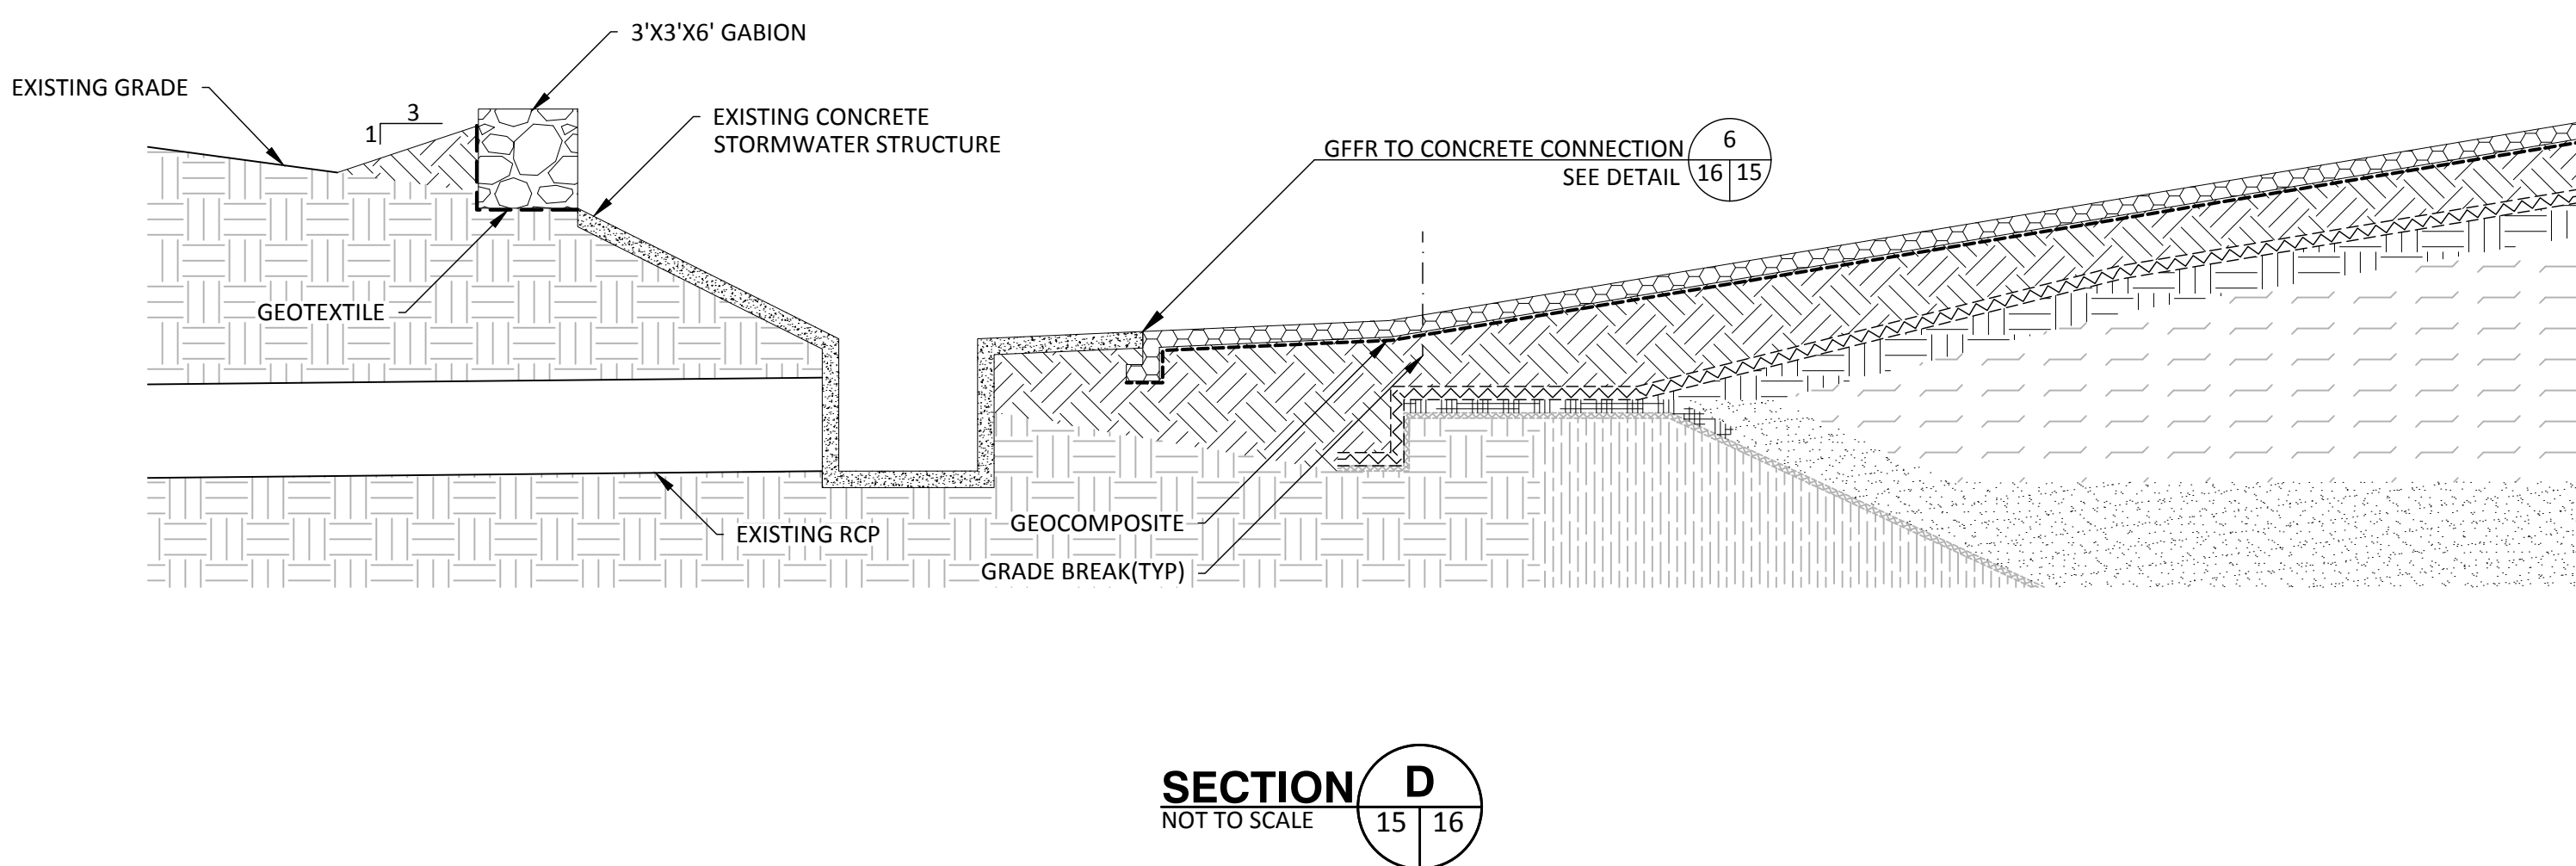 3'X3'X6' GABION
EXISTING GRADE
3
1
EXISTING CONCRETE
STORMWATER STRUCTURE
GFFR TO CONCRETE CONNECTION
SEE DETAIL
6
16 15
GEOTEXTILE
EXISTING RCP
GEOCOMPOSITE
GRADE BREAK(TYP)
SECTION
NOT TO SCALE
D
15 16